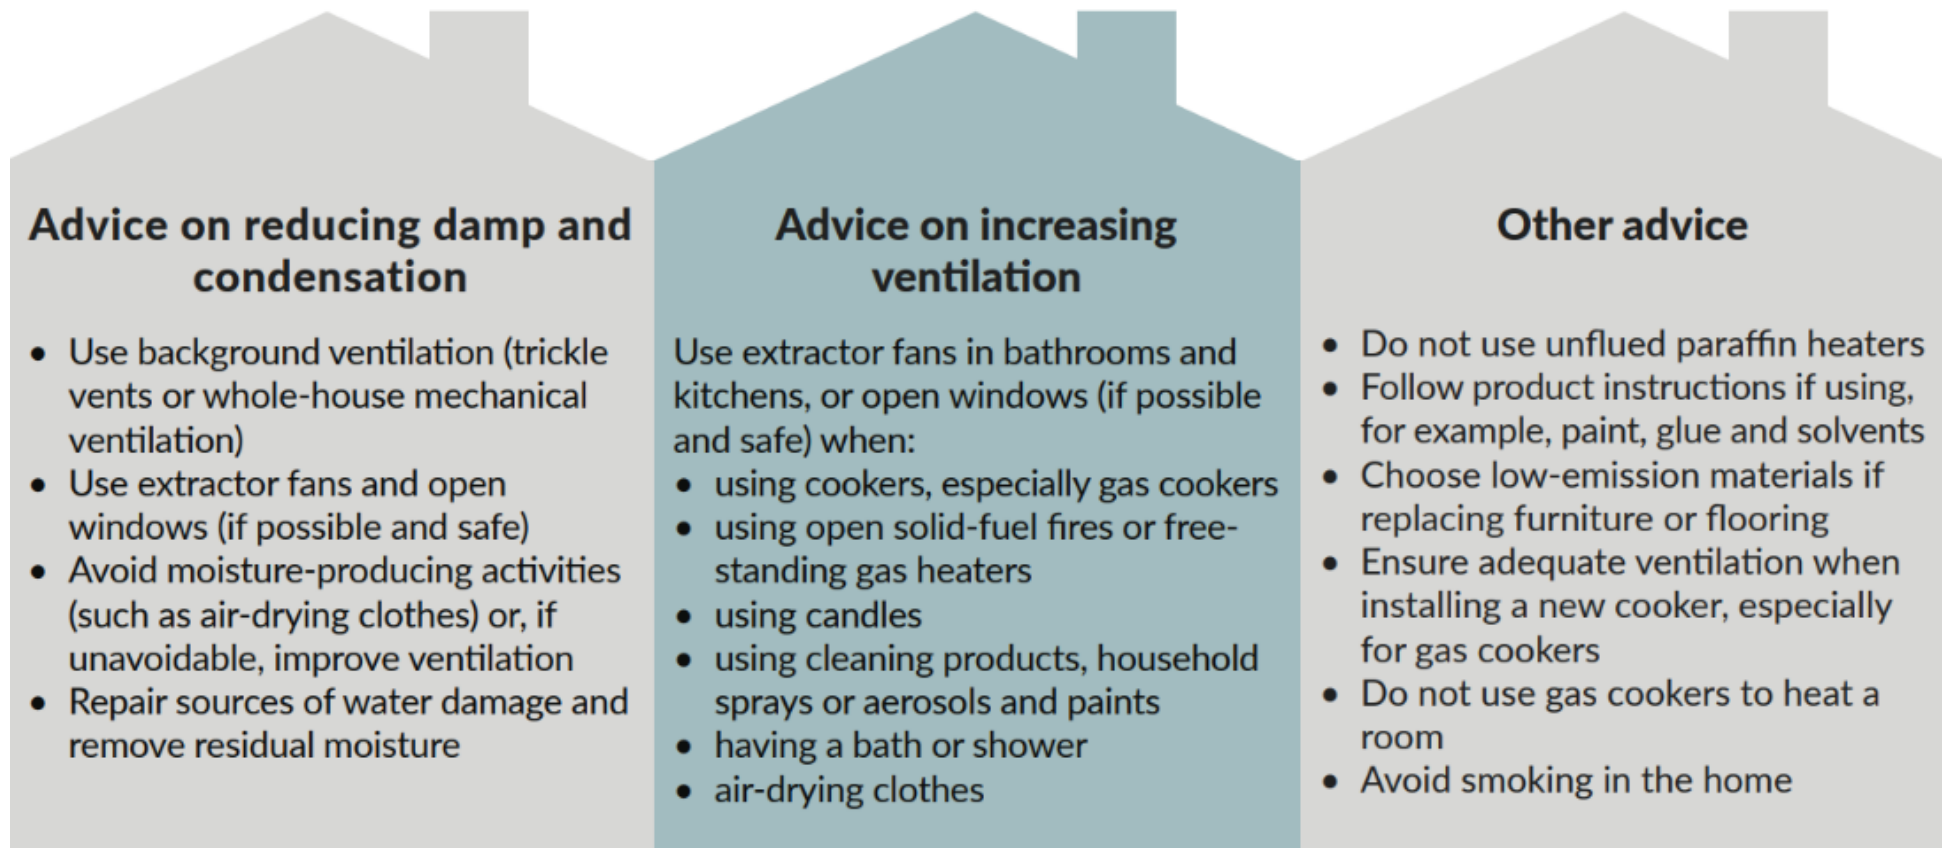 Advice on reducing damp and
condensation
• Use background ventilation (trickle
vents or whole-house mechanical
ventilation)
• Use extractor fans and open
windows (if possible and safe)
• Avoid moisture-producing activities
(such as air-drying clothes) or, if
unavoidable, improve ventilation
• Repair sources of water damage and
remove residual moisture
Advice on increasing
ventilation
Use extractor fans in bathrooms and
kitchens, or open windows (if possible
and safe) when:
• using cookers, especially gas cookers
• using open solid-fuel fires or free-
standing gas heaters
• using candles
• using cleaning products, household
sprays or aerosols and paints
• having a bath or shower
• air-drying clothes
Other advice
• Do not use unflued paraffin heaters
• Follow product instructions if using,
for example, paint, glue and solvents
• Choose low-emission materials if
replacing furniture or flooring
• Ensure adequate ventilation when
installing a new cooker, especially
for gas cookers
• Do not use gas cookers to heat a
room
• Avoid smoking in the home